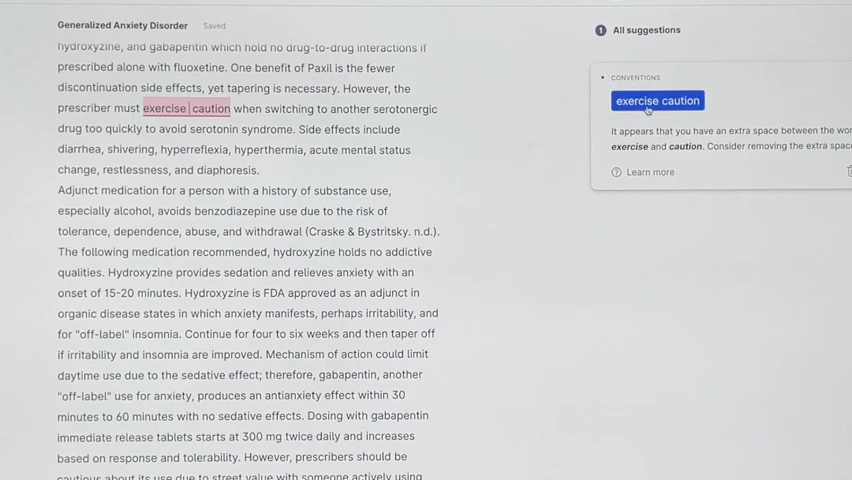 Generalized Anxiety Disorder Saved
hydroxyzine, and gabapentin which hold no drug-to-drug interactions if
prescribed alone with fluoxetine. One benefit of Paxil is the fewer
discontinuation side effects, yet tapering is necessary. However, the
prescriber must exercise caution when switching to another serotonergic
drug too quickly to avoid serotonin syndrome. Side effects include
diarrhea, shivering, hyperreflexia, hyperthermia, acute mental status
change, restlessness, and diaphoresis.
Adjunct medication for a person with a history of substance use,
especially alcohol, avoids benzodiazepine use due to the risk of
tolerance, dependence, abuse, and withdrawal (Craske & Bystritsky. n.d.).
The following medication recommended, hydroxyzine holds no addictive
qualities. Hydroxyzine provides sedation and relieves anxiety with an
onset of 15-20 minutes. Hydroxyzine is FDA approved as an adjunct in
organic disease states in which anxiety manifests, perhaps irritability, and
for "off-label" insomnia. Continue for four to six weeks and then taper off
if irritability and insomnia are improved. Mechanism of action could limit
daytime use due to the sedative effect; therefore, gabapentin, another
"off-label" use for anxiety, produces an antianxiety effect within 30
minutes to 60 minutes with no sedative effects. Dosing with gabapentin
immediate release tablets starts at 300 mg twice daily and increases
based on response and tolerability. However, prescribers should be
cautious about its use due to street value with someone actively using
1 All suggestions
CONVENTIONS
exercise caution
It appears that you have an extra space between the wor
exercise and caution. Consider removing the extra spac
? Learn more